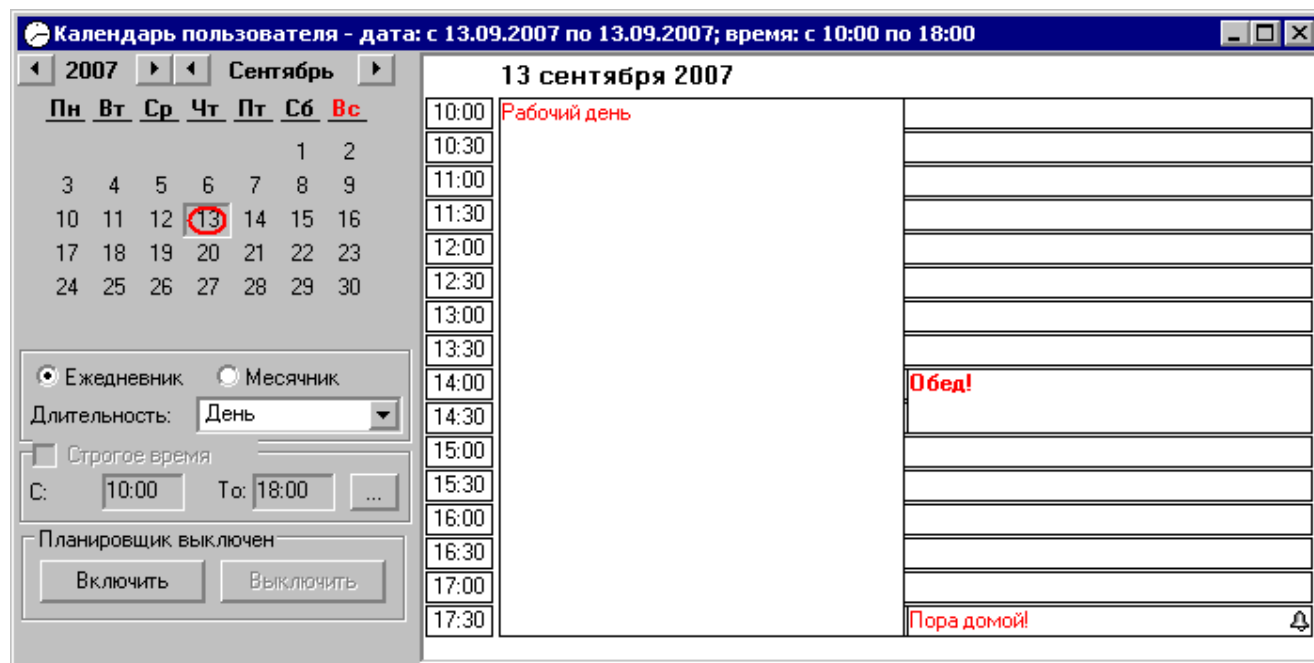 Календарь пользователя - дата: с 13.09.2007 по 13.09.2007; время: с 10:00 по 18:00
2007 Сентябрь
Пн Вт Ср Чт Пт Сб Вс
1 2
3 4 5 6 7 8 9
10 11 12 13 14 15 16
17 18 19 20 21 22 23
24 25 26 27 28 29 30
Ежедневник Месячник
Длительность: День
Строгое время
С: 10:00 То: 18:00 ...
Планировщик выключен
Включить Выключить
13 сентября 2007
10:00 Рабочий день
10:30
11:00
11:30
12:00
12:30
13:00
13:30
14:00 Обед!
14:30
15:00
15:30
16:00
16:30
17:00
17:30 Пора домой!